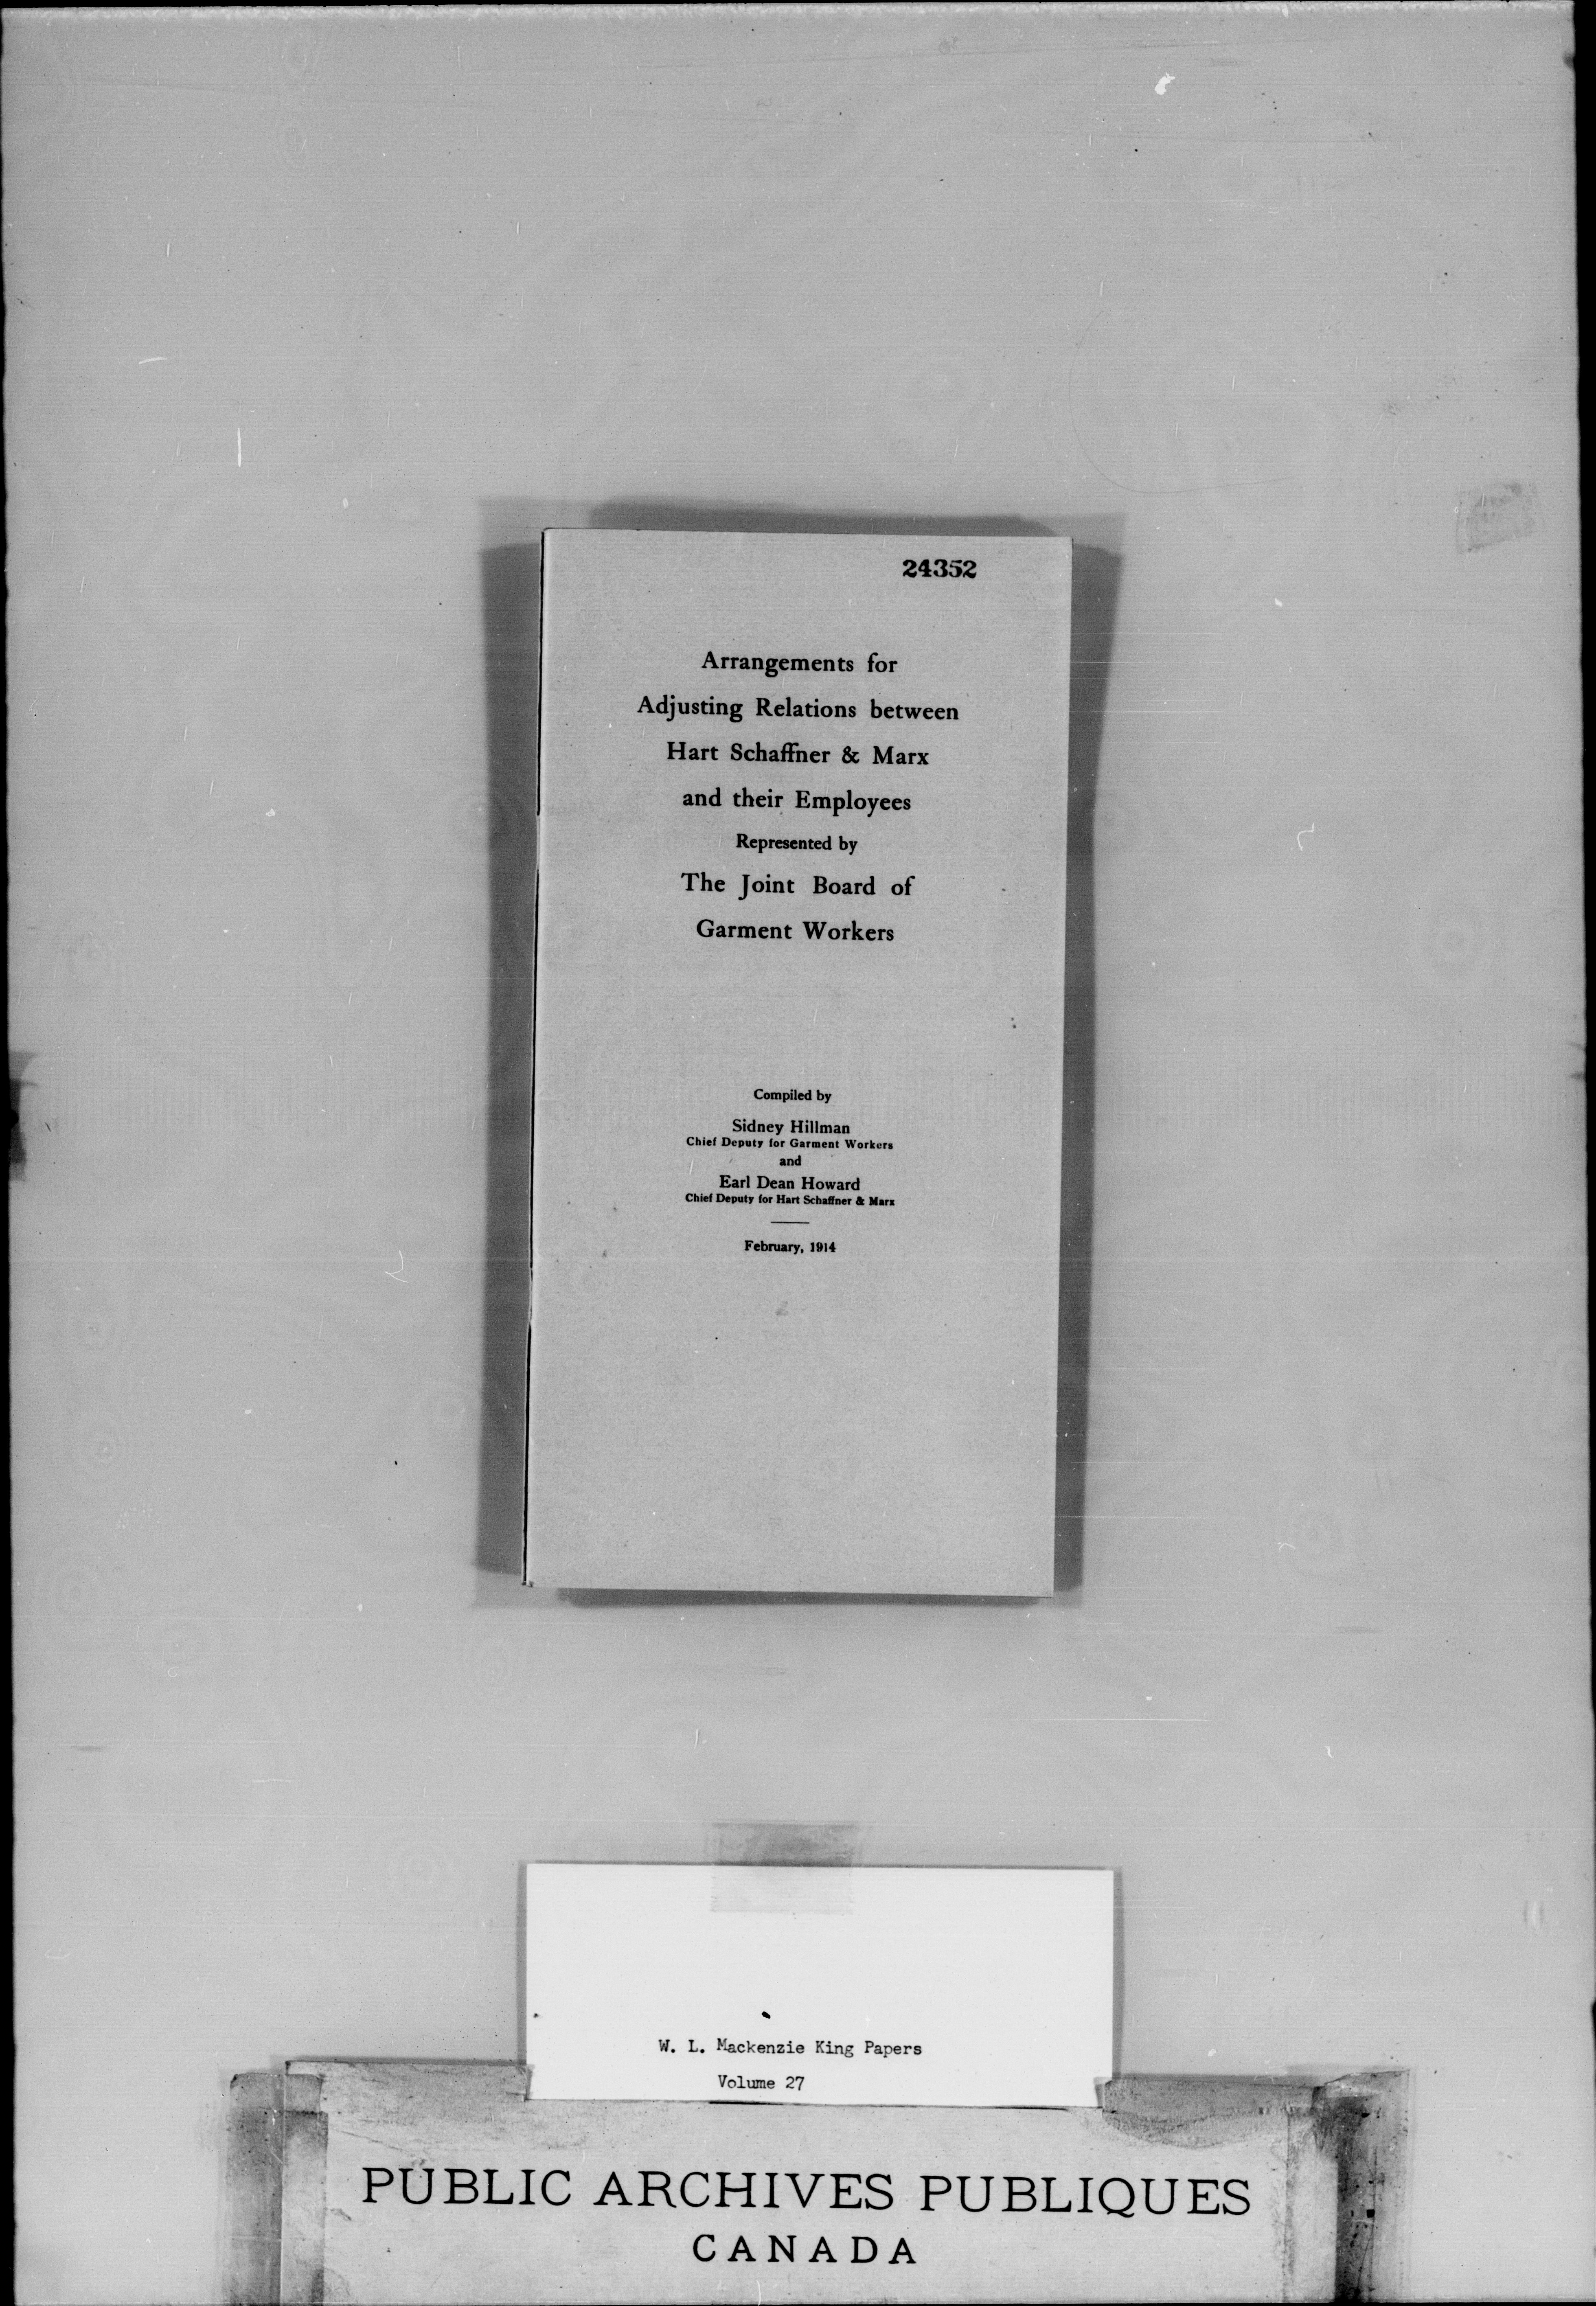 24352
Arrangements for
Adjusting Relations between
Hart Schaffner & Marx
and their Employees
Represented by
The Joint Board of
Garment Workers
Compiled by
Sidney Hillman
Chief Deputy for Garment Workers
and
Earl Dean Howard
Chief Deputy for Hart Schaffner & Marx
February, 1914
W. L. Mackenzie King Papers
Volume 27
PUBLIC ARCHIVES PUBLIQUES
CANADA